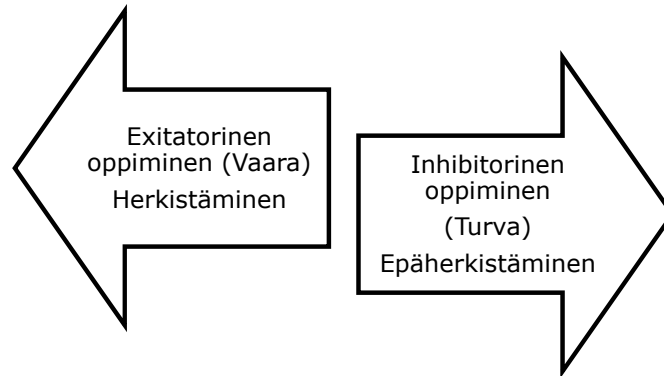 Exitatorinen
oppiminen (Vaara)
Herkistäminen
Inhibitorinen
oppiminen
(Turva)
Epäherkistäminen